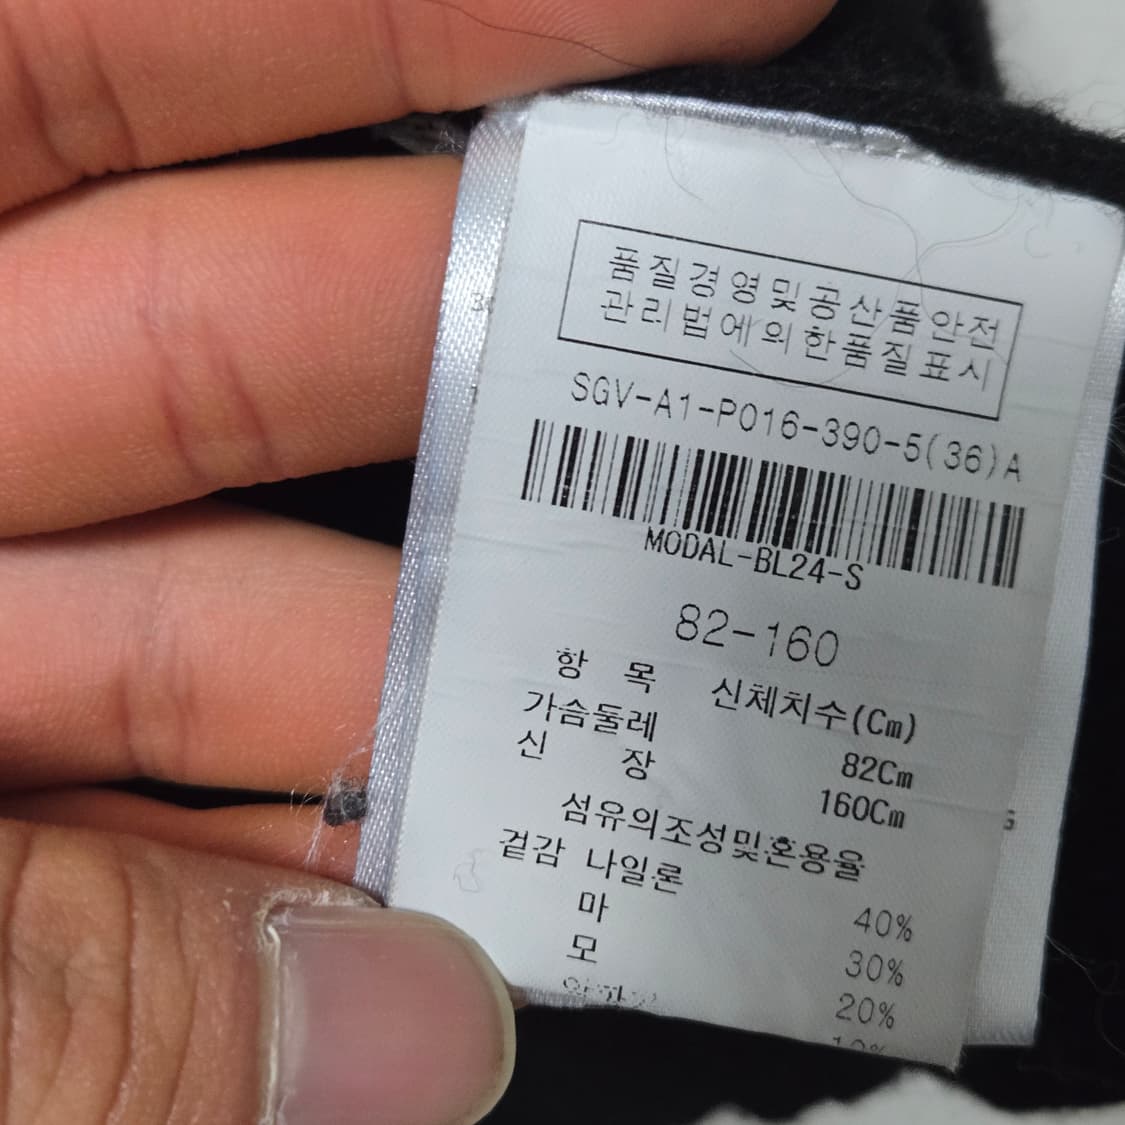 품질경영및공산품안전
관리법에의한품질표시
SGV-A1-P016-390-5(36)A
MODAL-BL24-S
82-160
항 목 신체치수(Cm)
가슴둘레 82Cm
신 장 160Cm
섬유의조성및혼용율
겉감 나일론 40%
마 30%
모 20%
10%